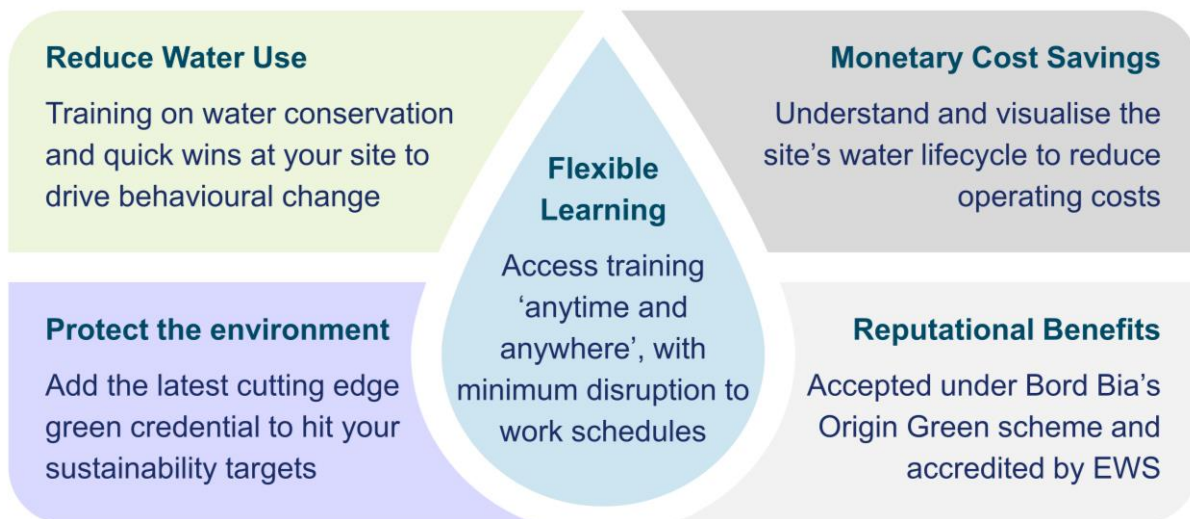 Reduce Water Use
Training on water conservation
and quick wins at your site to
drive behavioural change
Monetary Cost Savings
Understand and visualise the
site’s water lifecycle to reduce
operating costs
Flexible
Learning
Access training
‘anytime and
anywhere’, with
minimum disruption to
work schedules
Protect the environment
Add the latest cutting edge
green credential to hit your
sustainability targets
Reputational Benefits
Accepted under Bord Bia’s
Origin Green scheme and
accredited by EWS